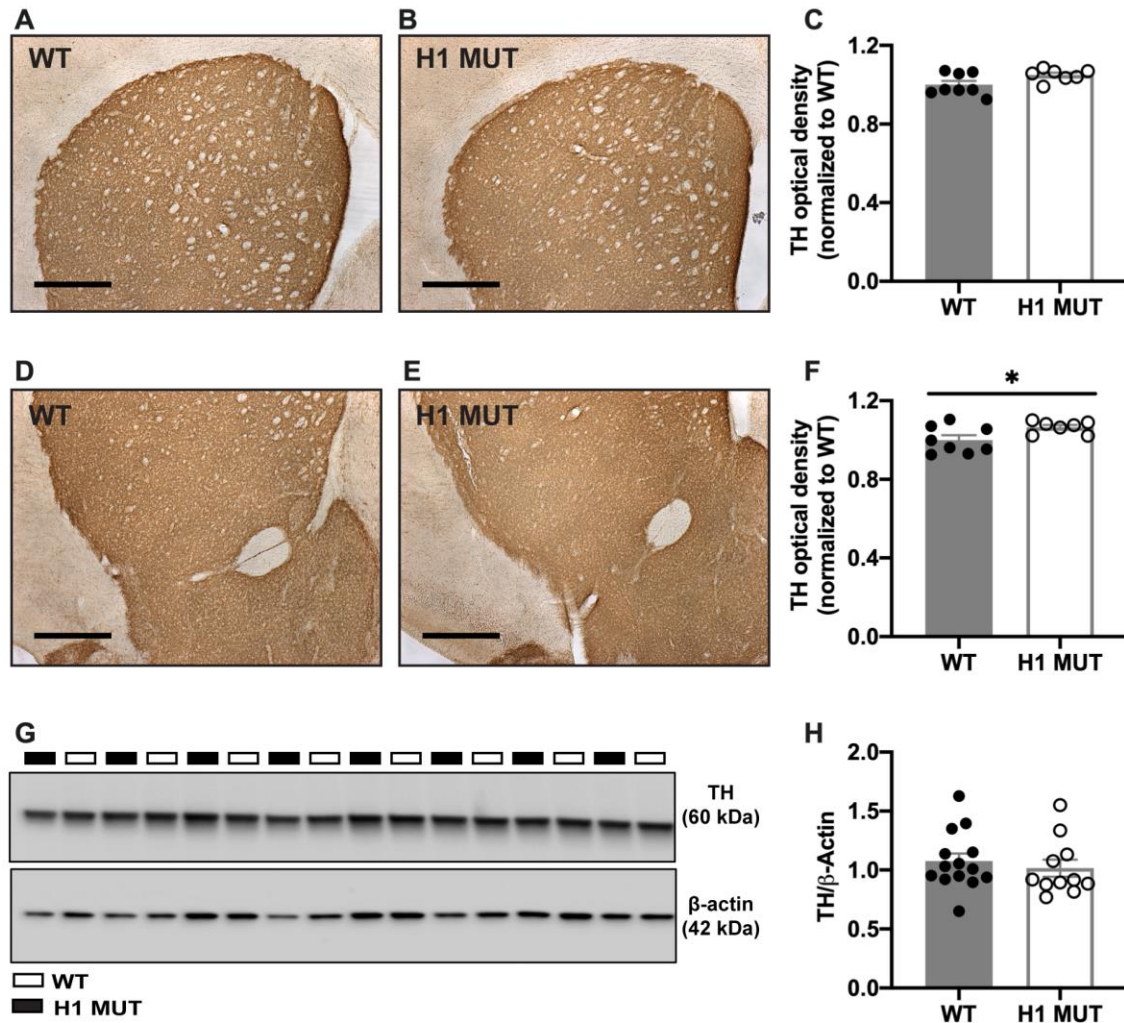 A
WT
B
H1 MUT
C
TH optical density
(normalized to WT)
1.2
0.8
0.4
0.0
WT
H1 MUT
D
WT
E
H1 MUT
F
*
TH optical density
(normalized to WT)
1.2
0.8
0.4
0.0
WT
H1 MUT
G
TH
(60 kDa)
β-actin
(42 kDa)
WT
H1 MUT
H
TH/β-Actin
2.0
1.5
1.0
0.5
0.0
WT
H1 MUT